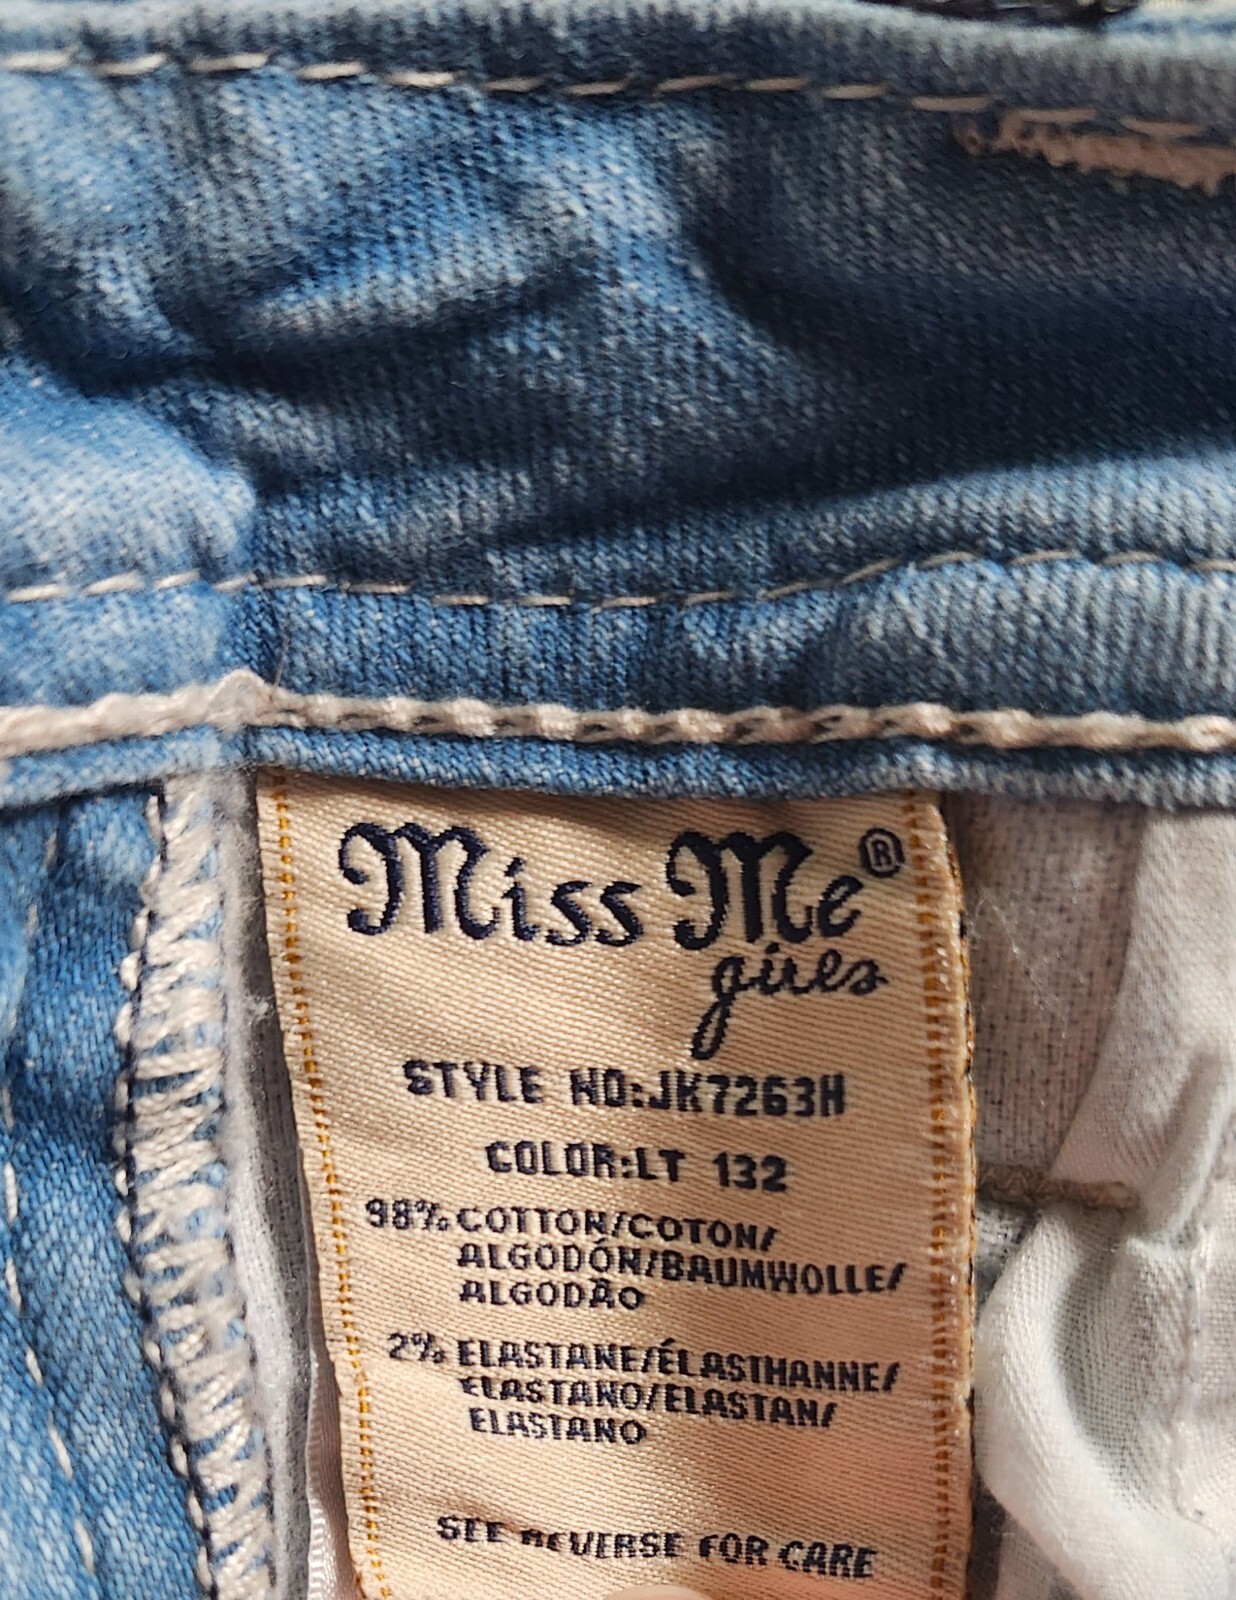 Miss Me®
girls
STYLE NO:JK7263H
COLOR:LT 132
98% COTTON/COTON/
ALGODÓN/BAUMWOLLE/
ALGODÃO
2% ELASTANE/ÉLASTHANNE/
ELASTANO/ELASTAN/
ELASTANO
SEE REVERSE FOR CARE